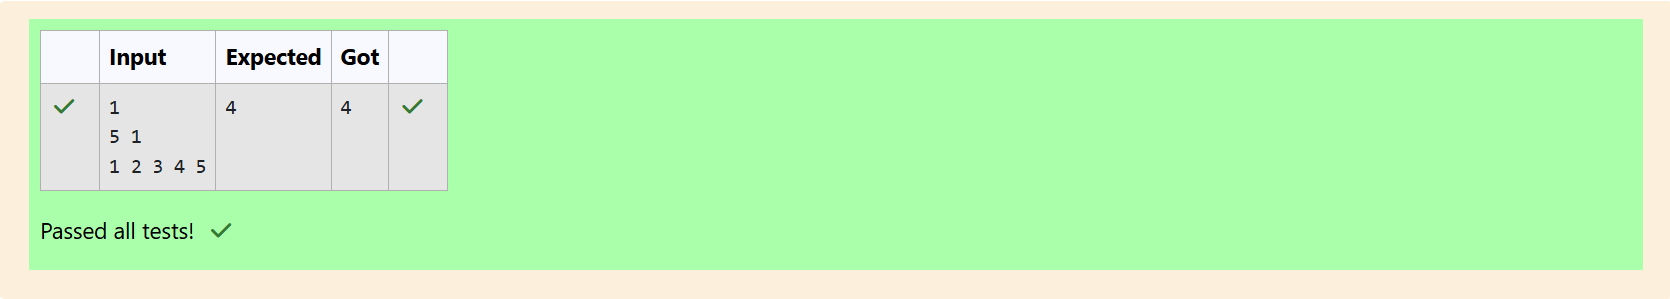 Input Expected Got
1 4 4
5 1
1 2 3 4 5
Passed all tests!